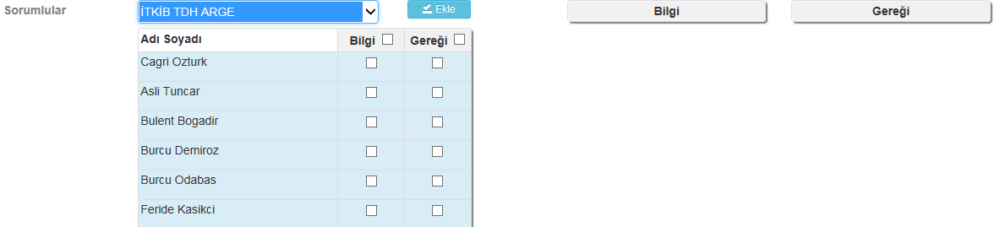 Sorumlular İTKİB TDH ARGE Ekle Bilgi Gereği
Adı Soyadı Bilgi Gereği
Cagri Ozturk
Asli Tuncar
Bulent Bogadir
Burcu Demiroz
Burcu Odabas
Feride Kasikci